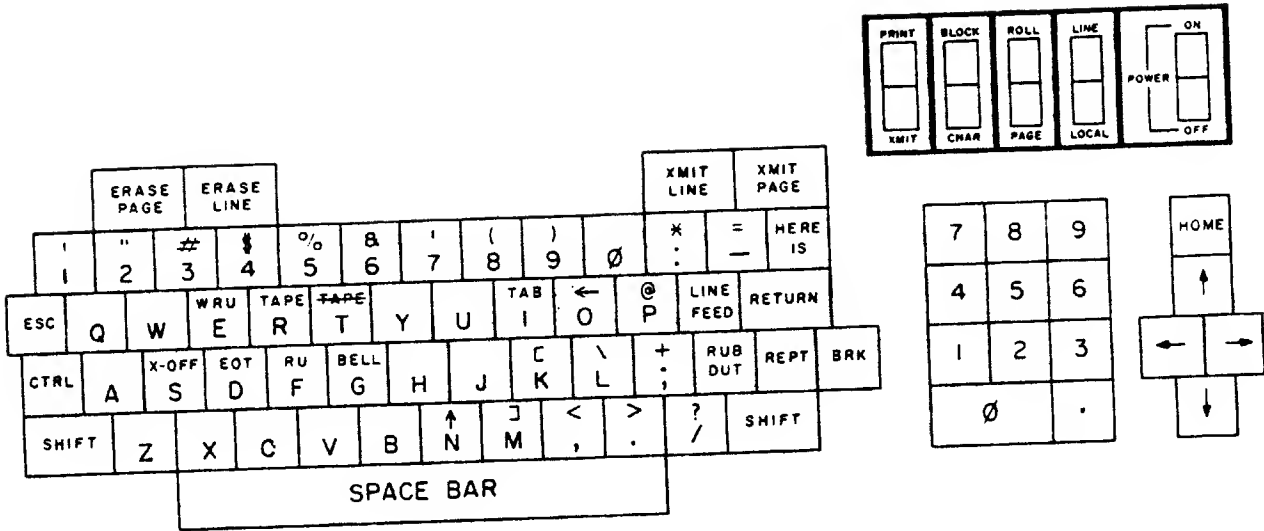 PRINT BLOCK ROLL LINE ON
POWER
XMIT CHAR PAGE LOCAL OFF
ERASE PAGE ERASE LINE XMIT LINE XMIT PAGE
! " # $ % & ' ( ) * = HERE IS
1 2 3 4 5 6 7 8 9 Ø : —
WRU TAPE T̶A̶P̶E̶ TAB ← @ LINE FEED
ESC Q W E R T Y U I O P RETURN
X-OFF EOT RU BELL [ \ + RUB DUT
CTRL A S D F G H J K L ; REPT BRK
↑ ] < > ?
SHIFT Z X C V B N M , . / SHIFT
SPACE BAR
7 8 9
4 5 6
1 2 3
Ø .
HOME
↑
← →
↓